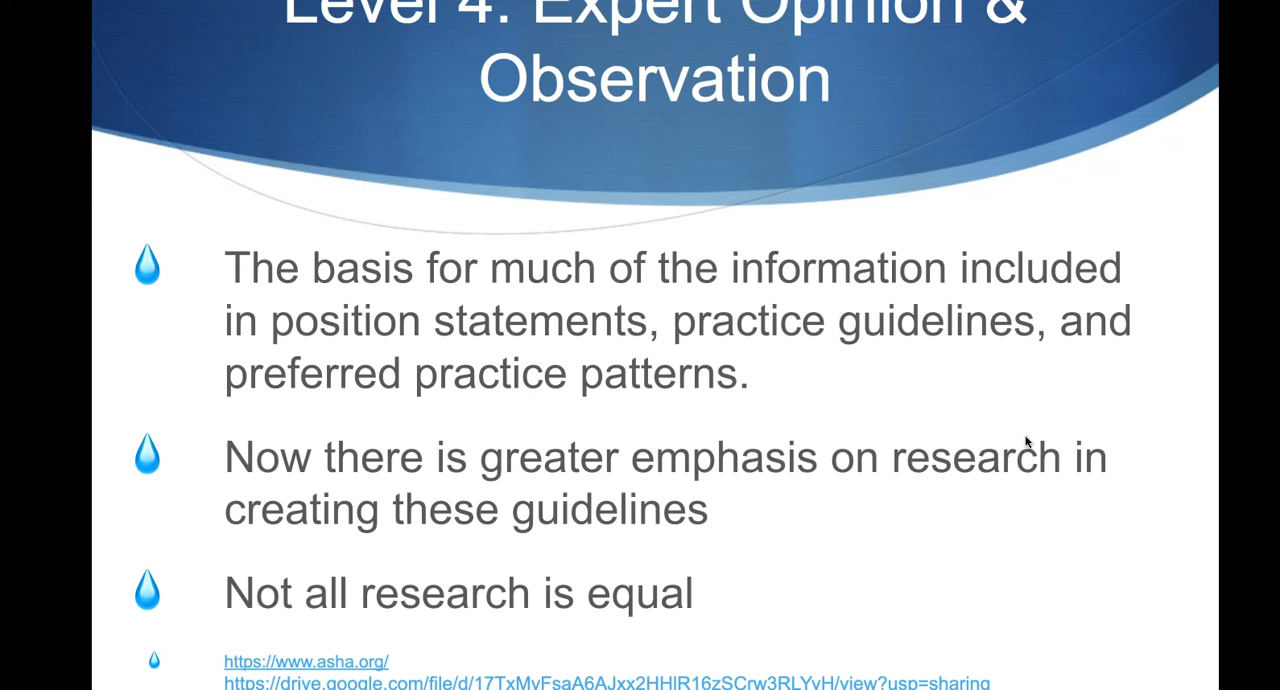 Level 4: Expert Opinion &
Observation
The basis for much of the information included
in position statements, practice guidelines, and
preferred practice patterns.
Now there is greater emphasis on research in
creating these guidelines
Not all research is equal
https://www.asha.org/
https://drive.google.com/file/d/17TxMyFsaA6AJxx2HHlR16zSCrw3RLYyH/view?usp=sharing